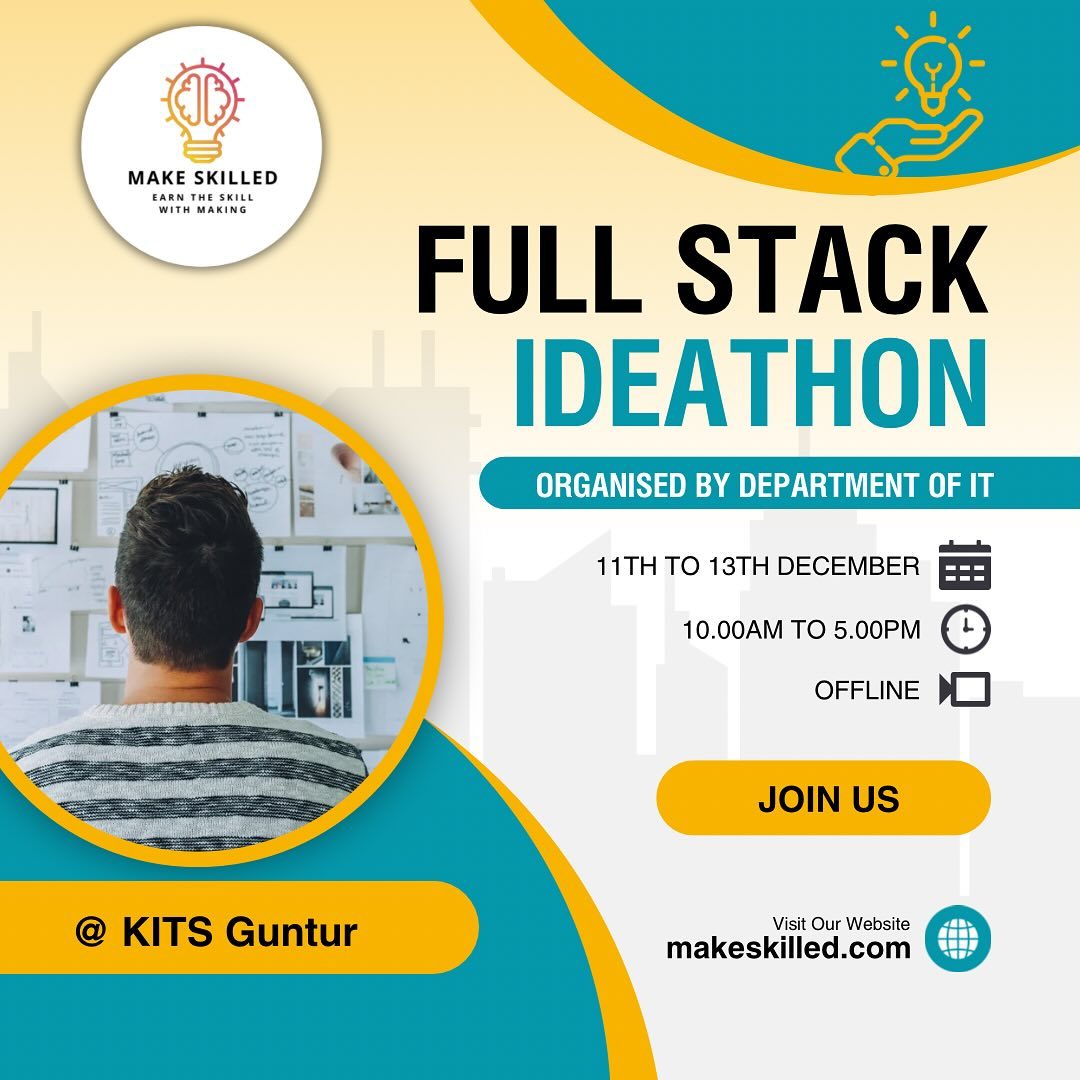 MAKE SKILLED
EARN THE SKILL
WITH MAKING
FULL STACK
IDEATHON
ORGANISED BY DEPARTMENT OF IT
11TH TO 13TH DECEMBER
10.00AM TO 5.00PM
OFFLINE
JOIN US
@ KITS Guntur
Visit Our Website
makeskilled.com